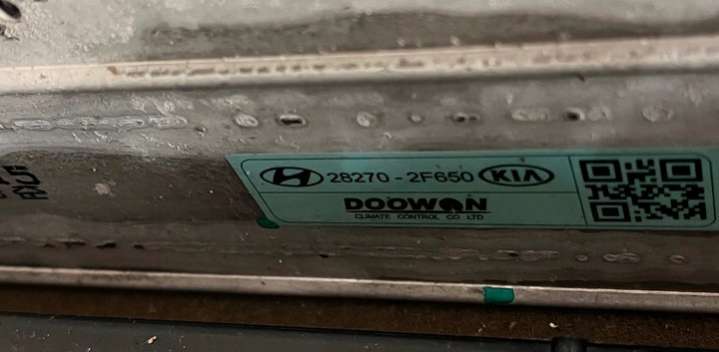 28270-2F650 KIA
DOOWON
CLIMATE CONTROL CO LTD